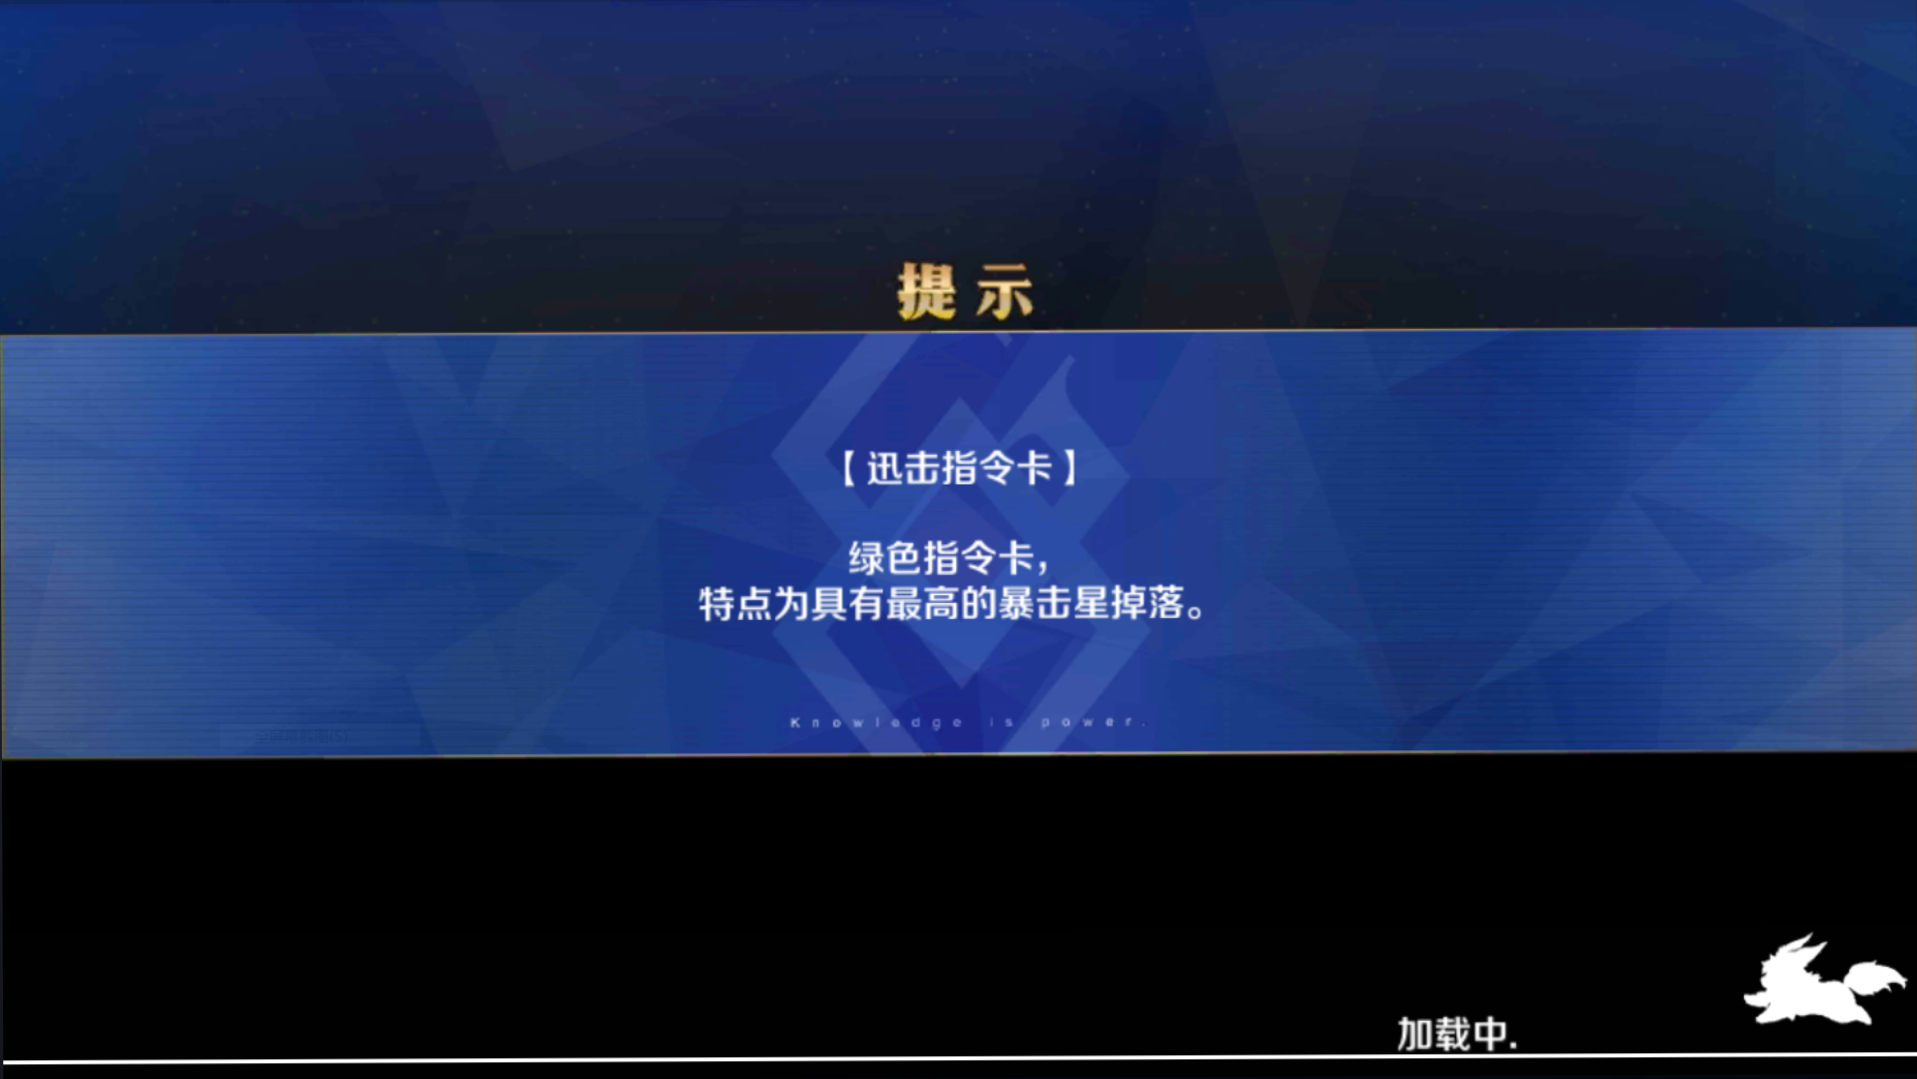 提示
【迅击指令卡】
绿色指令卡，
特点为具有最高的暴击星掉落。
Knowledge is power.
加载中.